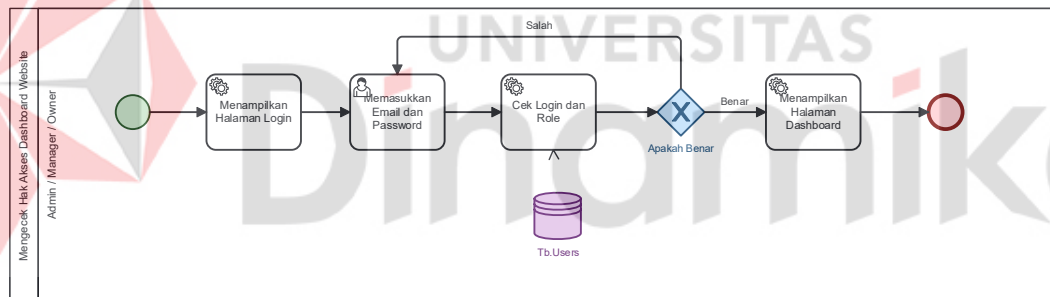 UNIVERSITAS
Dinamik
Mengecek Hak Akses Dashboard Website
Admin / Manager / Owner
Salah
Menampilkan
Halaman Login
Memasukkan
Email dan
Password
Cek Login dan
Role
Apakah Benar
Benar
Menampilkan
Halaman
Dashboard
Tb.Users